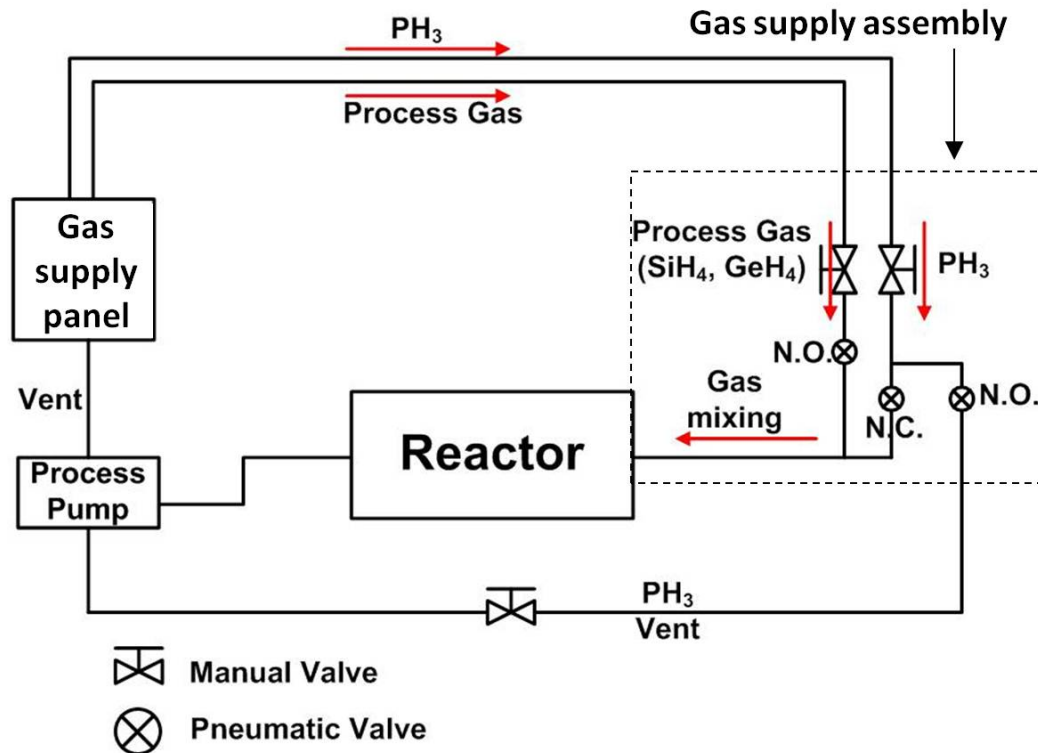 Gas supply assembly
PH₃
Process Gas
Gas
supply
panel
Process Gas
(SiH₄, GeH₄)
PH₃
N.O.
Gas
mixing
N.C.
N.O.
Vent
Reactor
Process
Pump
PH₃
Vent
Manual Valve
Pneumatic Valve